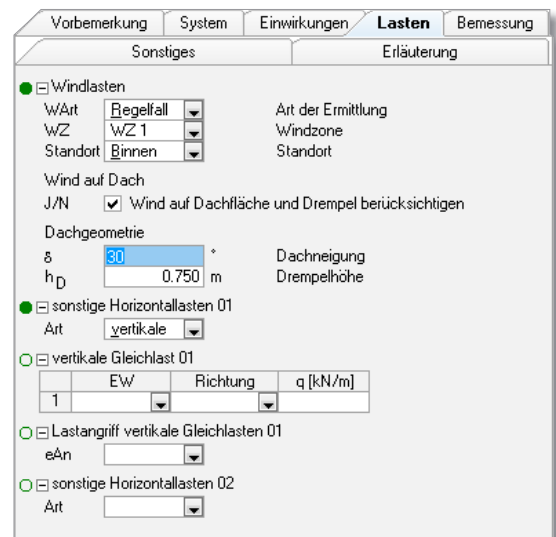 Vorbemerkung System Einwirkungen Lasten Bemessung
Sonstiges Erläuterung
Windlasten
WArt Regelfall Art der Ermittlung
WZ WZ 1 Windzone
Standort Binnen Standort
Wind auf Dach
J/N Wind auf Dachfläche und Drempel berücksichtigen
Dachgeometrie
δ 30 ° Dachneigung
hD 0.750 m Drempelhöhe
sonstige Horizontallasten 01
Art vertikale
vertikale Gleichlast 01
EW Richtung q [kN/m]
1
Lastangriff vertikale Gleichlasten 01
eAn
sonstige Horizontallasten 02
Art